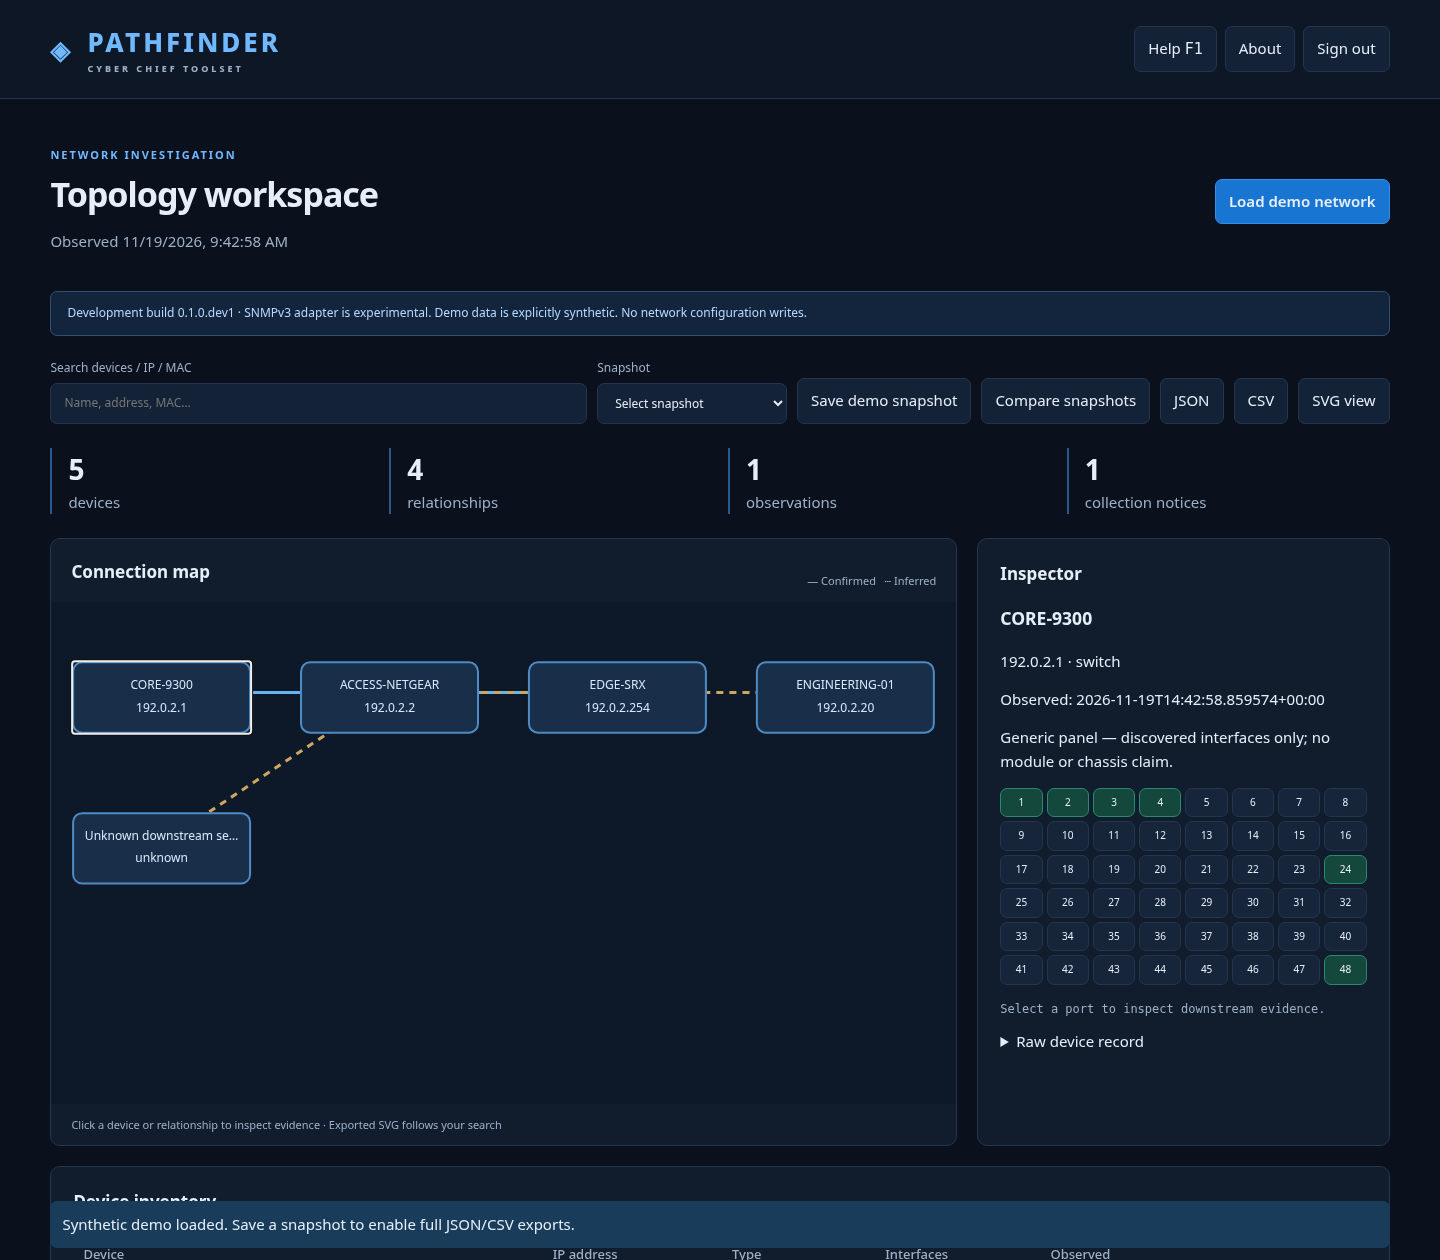 ◈ PATHFINDER
CYBER CHIEF TOOLSET
Help F1
About
Sign out
NETWORK INVESTIGATION
Topology workspace
Load demo network
Observed 11/19/2026, 9:42:58 AM
Development build 0.1.0.dev1 · SNMPv3 adapter is experimental. Demo data is explicitly synthetic. No network configuration writes.
Search devices / IP / MAC
Snapshot
Name, address, MAC…
Select snapshot
Save demo snapshot
Compare snapshots
JSON
CSV
SVG view
5
devices
4
relationships
1
observations
1
collection notices
Connection map
— Confirmed ┄ Inferred
CORE-9300
192.0.2.1
ACCESS-NETGEAR
192.0.2.2
EDGE-SRX
192.0.2.254
ENGINEERING-01
192.0.2.20
Unknown downstream se…
unknown
Click a device or relationship to inspect evidence · Exported SVG follows your search
Inspector
CORE-9300
192.0.2.1 · switch
Observed: 2026-11-19T14:42:58.859574+00:00
Generic panel — discovered interfaces only; no
module or chassis claim.
1 2 3 4 5 6 7 8
9 10 11 12 13 14 15 16
17 18 19 20 21 22 23 24
25 26 27 28 29 30 31 32
33 34 35 36 37 38 39 40
41 42 43 44 45 46 47 48
Select a port to inspect downstream evidence.
▶ Raw device record
Device inventory
Synthetic demo loaded. Save a snapshot to enable full JSON/CSV exports.
Device IP address Type Interfaces Observed